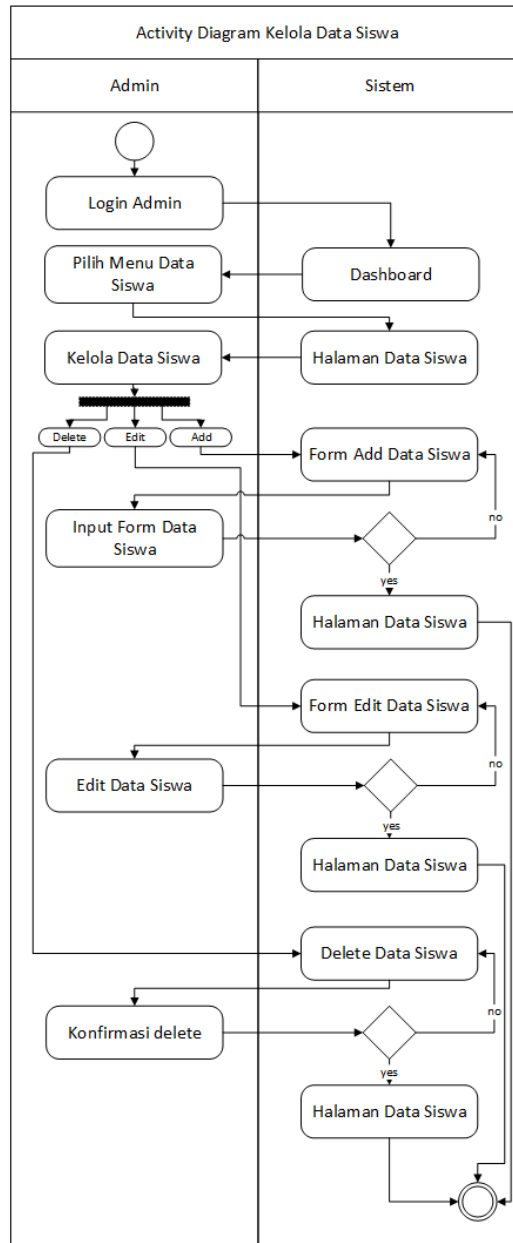 Activity Diagram Kelola Data Siswa
Admin
Sistem
Login Admin
Pilih Menu Data
Siswa
Dashboard
Kelola Data Siswa
Halaman Data Siswa
Delete
Edit
Add
Form Add Data Siswa
no
Input Form Data
Siswa
yes
Halaman Data Siswa
Form Edit Data Siswa
no
Edit Data Siswa
yes
Halaman Data Siswa
Delete Data Siswa
no
Konfirmasi delete
yes
Halaman Data Siswa